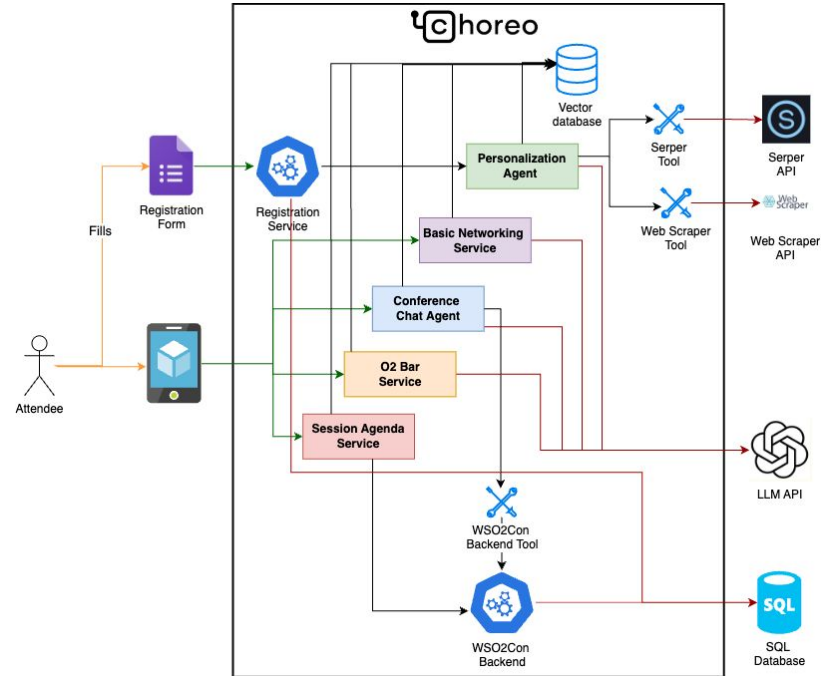 choreo
Vector
database
Serper
Tool
Serper
API
Personalization
Agent
Registration
Form
Registration
Service
Fills
Web
Scraper
Web Scraper
Tool
Web Scraper
API
Basic Networking
Service
Conference
Chat Agent
O2 Bar
Service
Attendee
Session Agenda
Service
LLM API
WSO2Con
Backend Tool
SQL
WSO2Con
Backend
SQL
Database